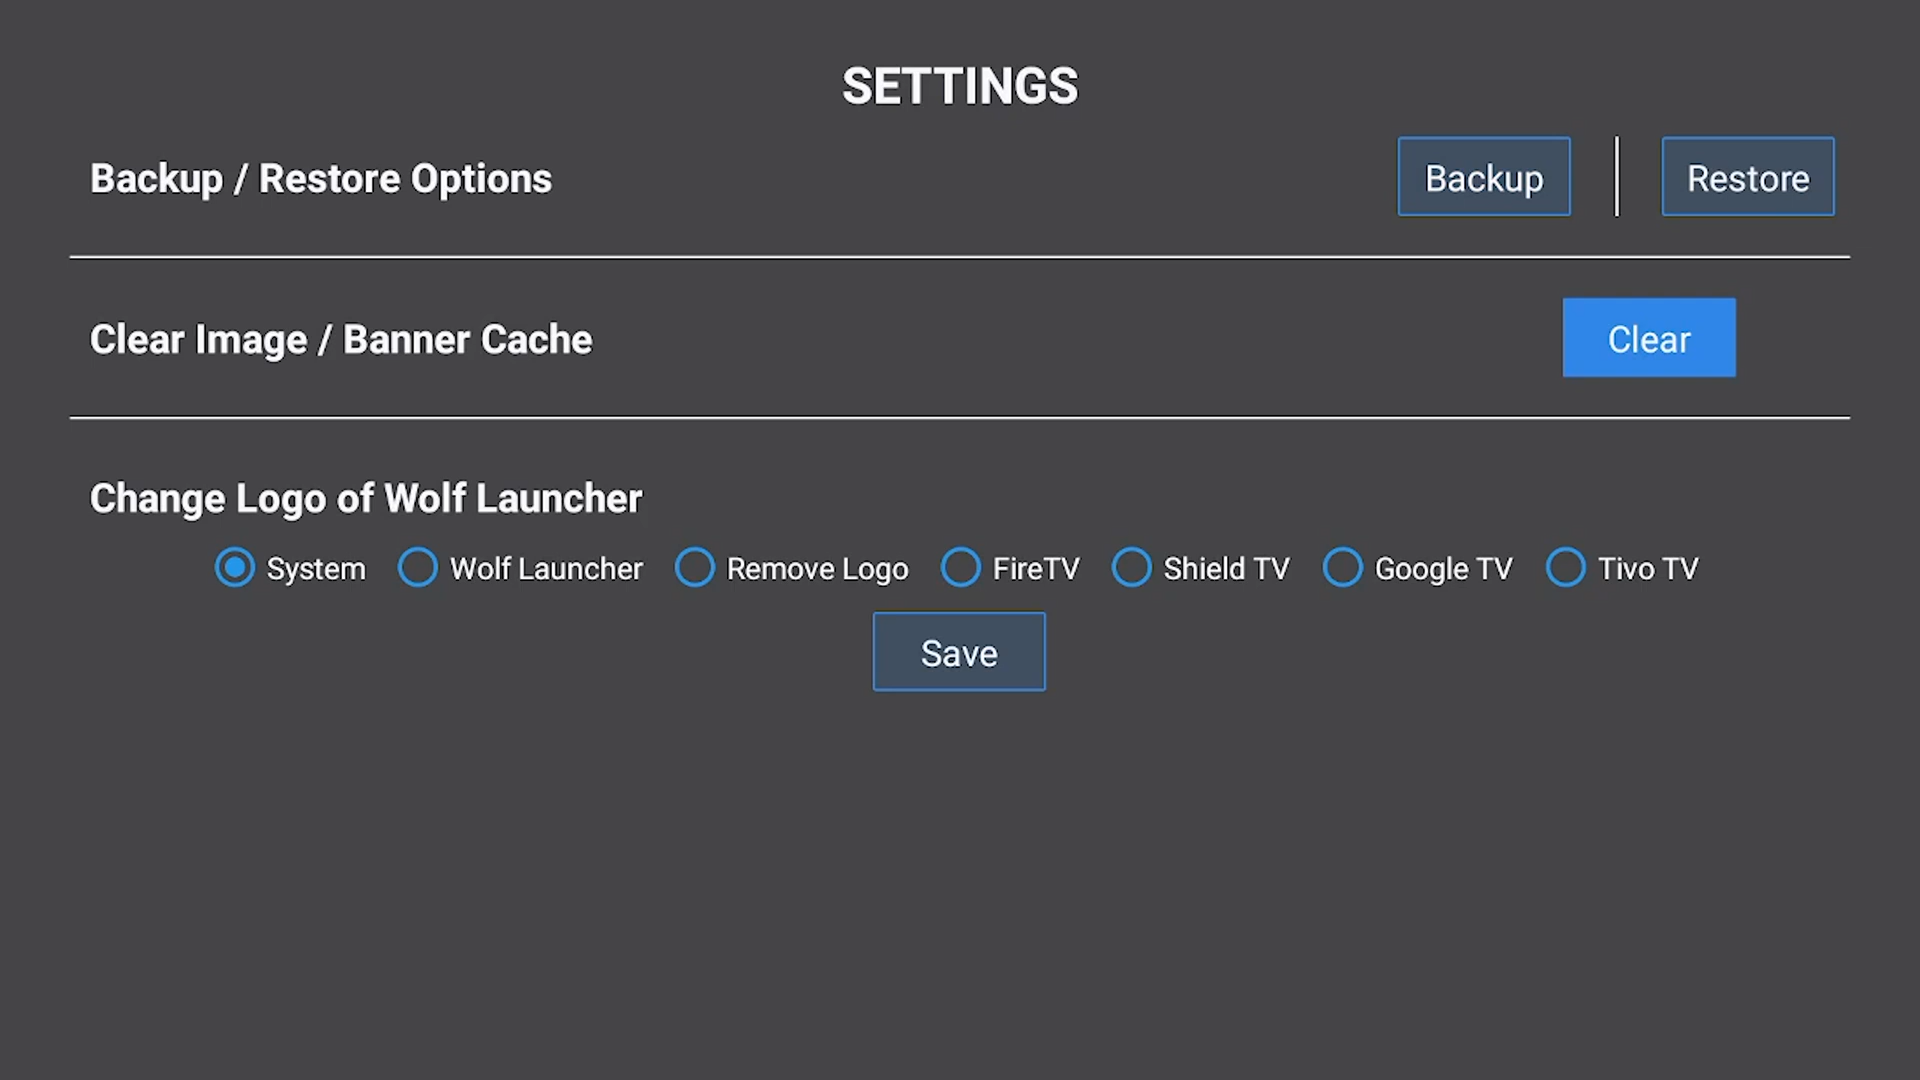 SETTINGS
Backup / Restore Options Backup Restore
Clear Image / Banner Cache Clear
Change Logo of Wolf Launcher
System Wolf Launcher Remove Logo FireTV Shield TV Google TV Tivo TV
Save